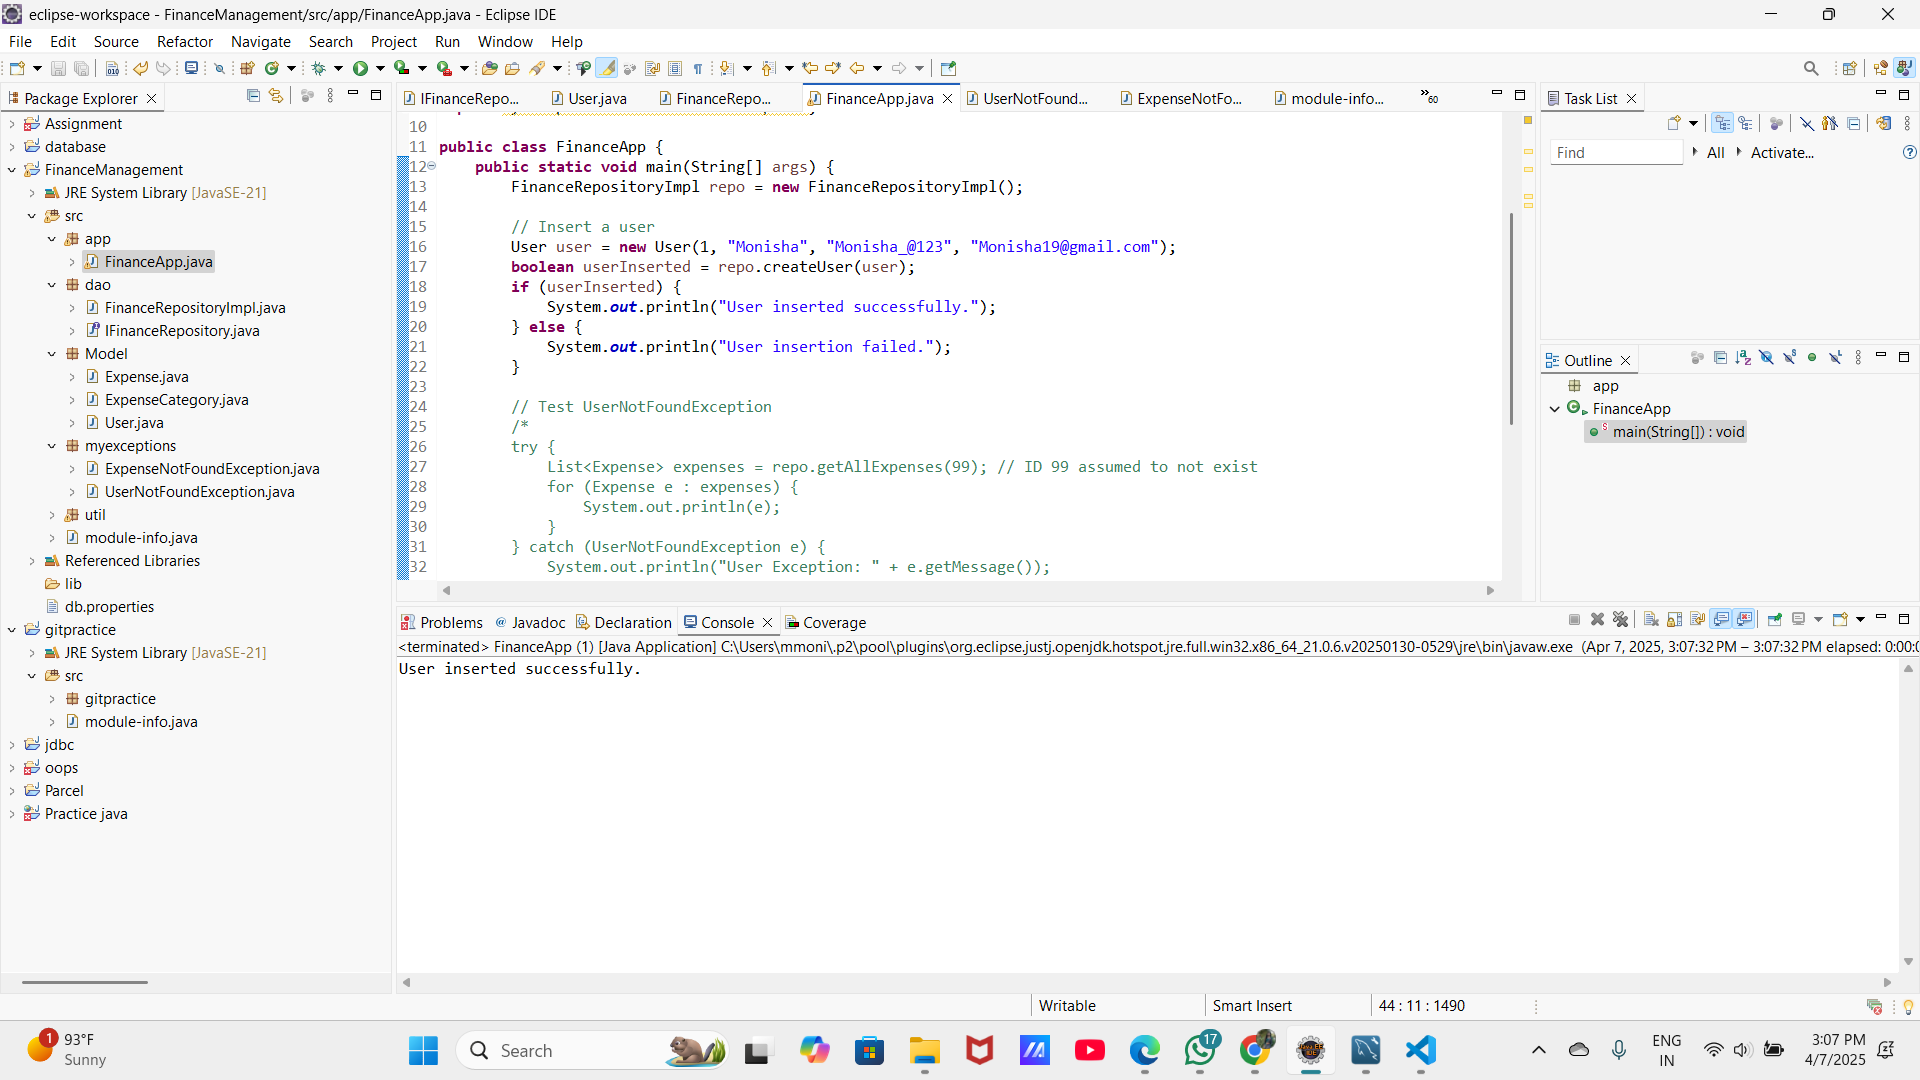 eclipse-workspace - FinanceManagement/src/app/FinanceApp.java - Eclipse IDE
File Edit Source Refactor Navigate Search Project Run Window Help
Package Explorer
Assignment
database
FinanceManagement
JRE System Library [JavaSE-21]
src
app
FinanceApp.java
dao
FinanceRepositoryImpl.java
IFinanceRepository.java
Model
Expense.java
ExpenseCategory.java
User.java
myexceptions
ExpenseNotFoundException.java
UserNotFoundException.java
util
module-info.java
Referenced Libraries
lib
db.properties
gitpractice
JRE System Library [JavaSE-21]
src
gitpractice
module-info.java
jdbc
oops
Parcel
Practice java
IFinanceRepo... User.java FinanceRepo... FinanceApp.java UserNotFound... ExpenseNotFo... module-info... »60
10
11 public class FinanceApp {
12 public static void main(String[] args) {
13 FinanceRepositoryImpl repo = new FinanceRepositoryImpl();
14
15 // Insert a user
16 User user = new User(1, "Monisha", "Monisha_@123", "Monisha19@gmail.com");
17 boolean userInserted = repo.createUser(user);
18 if (userInserted) {
19 System.out.println("User inserted successfully.");
20 } else {
21 System.out.println("User insertion failed.");
22 }
23
24 // Test UserNotFoundException
25 /*
26 try {
27 List<Expense> expenses = repo.getAllExpenses(99); // ID 99 assumed to not exist
28 for (Expense e : expenses) {
29 System.out.println(e);
30 }
31 } catch (UserNotFoundException e) {
32 System.out.println("User Exception: " + e.getMessage());
Task List
Find All Activate...
Outline
app
FinanceApp
main(String[]) : void
Problems Javadoc Declaration Console Coverage
<terminated> FinanceApp (1) [Java Application] C:\Users\mmoni\.p2\pool\plugins\org.eclipse.justj.openjdk.hotspot.jre.full.win32.x86_64_21.0.6.v20250130-0529\jre\bin\javaw.exe (Apr 7, 2025, 3:07:32 PM – 3:07:32 PM elapsed: 0:00:0
User inserted successfully.
Writable Smart Insert 44 : 11 : 1490
1
93°F
Sunny
Search
17
ENG
IN
3:07 PM
4/7/2025